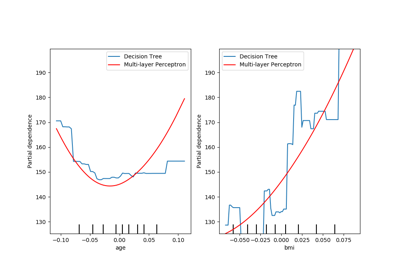 Decision Tree
Multi-layer Perceptron
190
180
170
160
150
140
130
Partial dependence
−0.10 −0.05 0.00 0.05 0.10
age
Decision Tree
Multi-layer Perceptron
190
180
170
160
150
140
130
Partial dependence
−0.050 −0.025 0.000 0.025 0.050 0.075
bmi